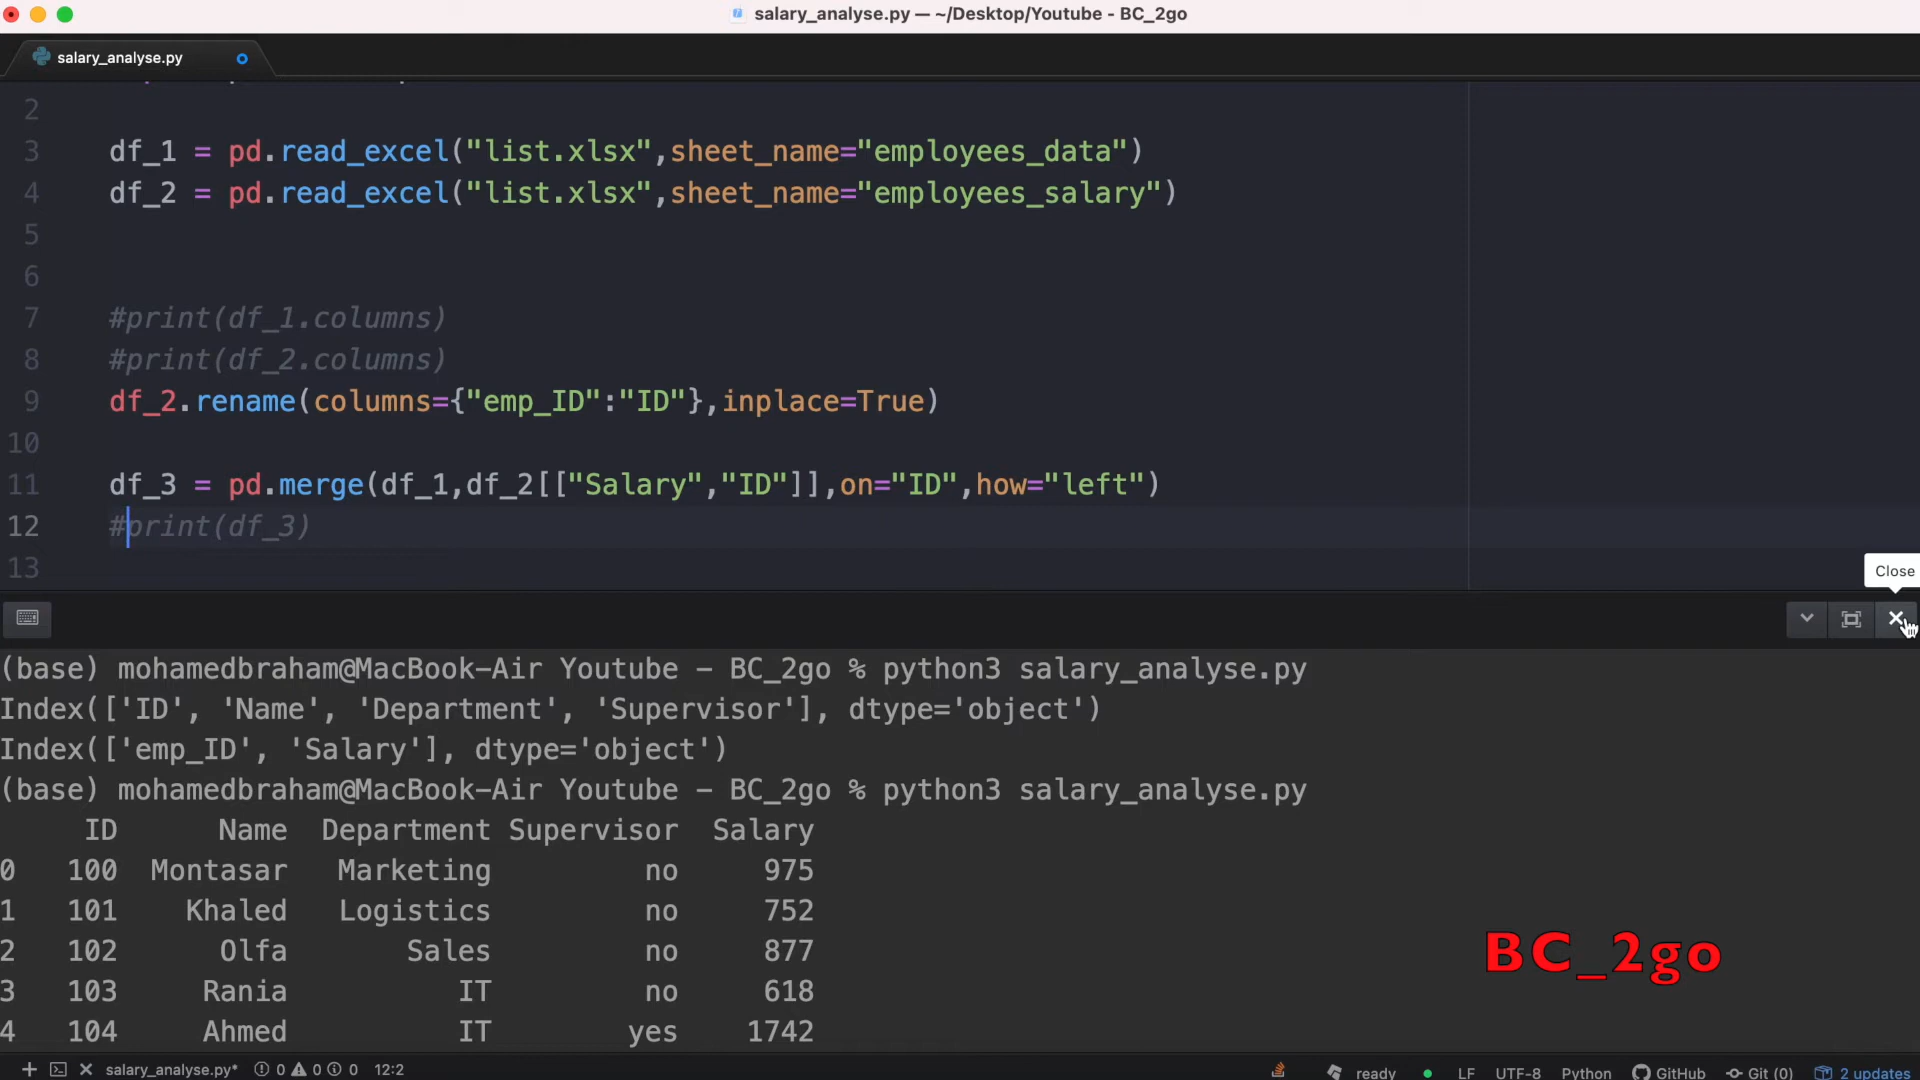 salary_analyse.py — ~/Desktop/Youtube - BC_2go
salary_analyse.py
2
3 df_1 = pd.read_excel("list.xlsx",sheet_name="employees_data")
4 df_2 = pd.read_excel("list.xlsx",sheet_name="employees_salary")
5
6
7 #print(df_1.columns)
8 #print(df_2.columns)
9 df_2.rename(columns={"emp_ID":"ID"},inplace=True)
10
11 df_3 = pd.merge(df_1,df_2[["Salary","ID"]],on="ID",how="left")
12 #print(df_3)
13
Close
(base) mohamedbraham@MacBook-Air Youtube - BC_2go % python3 salary_analyse.py
Index(['ID', 'Name', 'Department', 'Supervisor'], dtype='object')
Index(['emp_ID', 'Salary'], dtype='object')
(base) mohamedbraham@MacBook-Air Youtube - BC_2go % python3 salary_analyse.py
ID Name Department Supervisor Salary
0 100 Montasar Marketing no 975
1 101 Khaled Logistics no 752
2 102 Olfa Sales no 877
3 103 Rania IT no 618
4 104 Ahmed IT yes 1742
BC_2go
salary_analyse.py* 0 0 0 12:2 ready LF UTF-8 Python GitHub Git (0) 2 updates